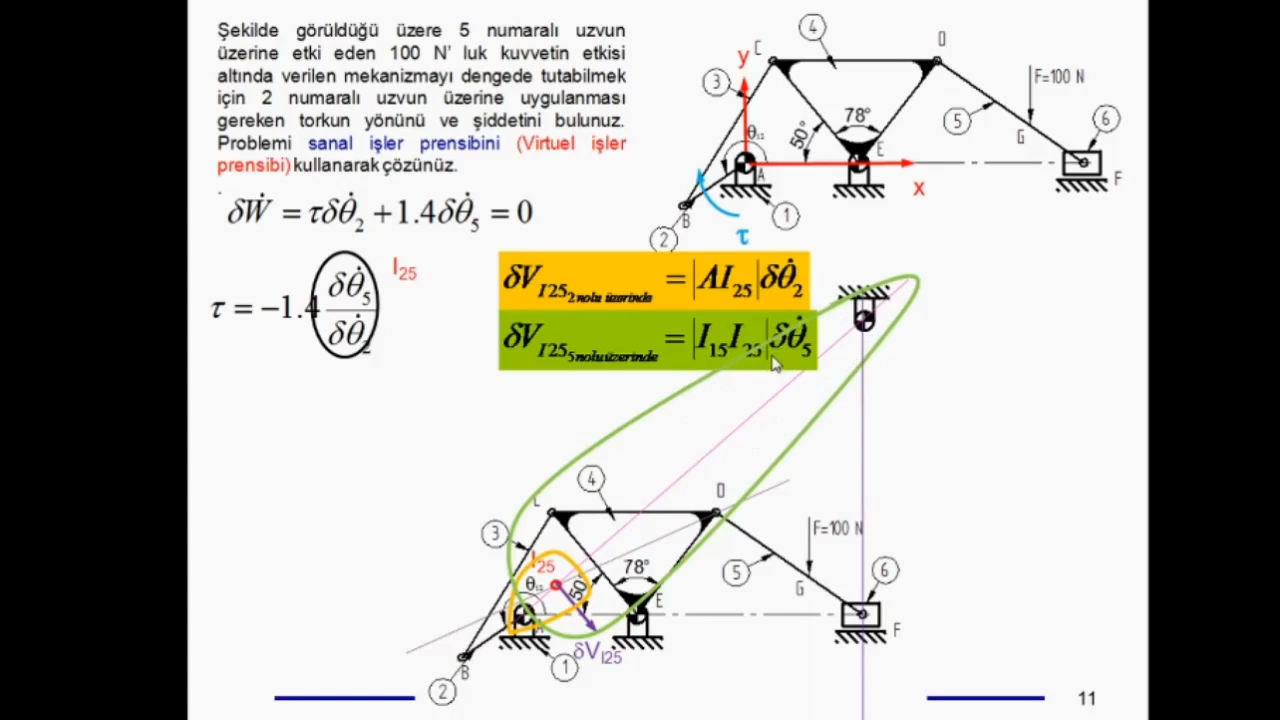 Şekilde görüldüğü üzere 5 numaralı uzvun
üzerine etki eden 100 N' luk kuvvetin etkisi
altında verilen mekanizmayı dengede tutabilmek
için 2 numaralı uzvun üzerine uygulanması
gereken torkun yönünü ve şiddetini bulunuz.
Problemi sanal işler prensibini (Virtuel işler
prensibi) kullanarak çözünüz.
δẆ = τδθ̇₂ + 1.4δθ̇₅ = 0
τ = −1.4 δθ̇₅ / δθ̇₂
I25
δV I25 2 nolu üzerinde = |AI25|δθ̇₂
δV I25 5 nolu üzerinde = |I15I25|δθ̇₅
4
C
D
y
3
F=100 N
θ12
50°
78°
5
G
6
E
A
x
F
B
1
2
τ
4
D
3
F=100 N
I25
θ12
50°
78°
5
G
6
E
A
F
B
1
δVI25
2
11